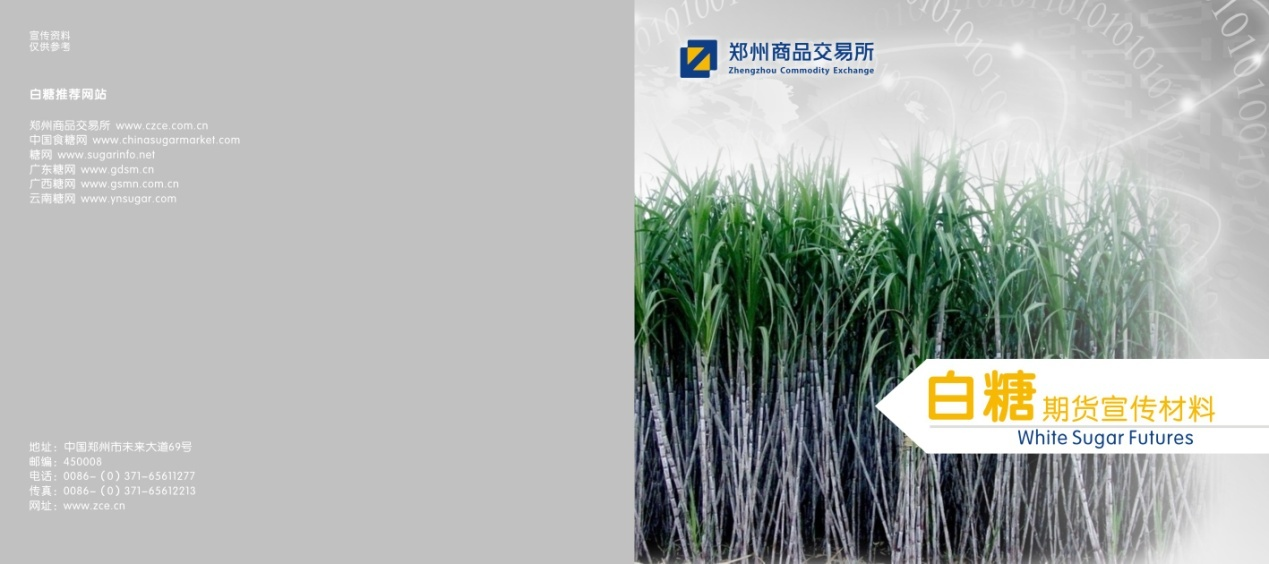 宣传资料
仅供参考
白糖推荐网站
郑州商品交易所 www.czce.com.cn
中国食糖网 www.chinasugarmarket.com
糖网 www.sugarinfo.net
广东糖网 www.gdsm.cn
广西糖网 www.gsmn.com.cn
云南糖网 www.ynsugar.com
地址：中国郑州市未来大道69号
邮编：450008
电话：0086-（0）371-65611277
传真：0086-（0）371-65612213
网址：www.zce.cn
郑州商品交易所
Zhengzhou Commodity Exchange
白糖期货宣传材料
White Sugar Futures